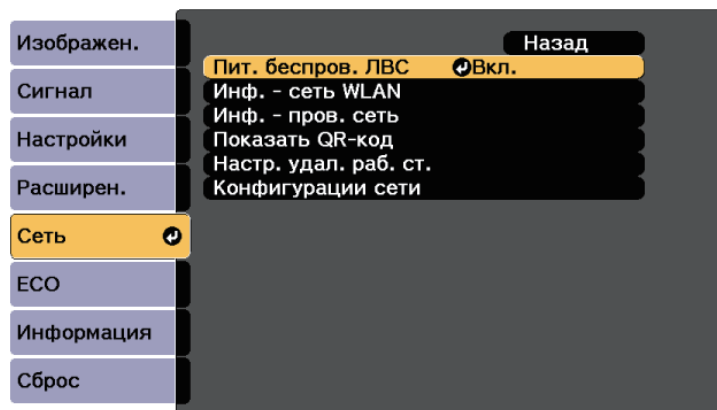 Изображен.
Сигнал
Настройки
Расширен.
Сеть
ECO
Информация
Сброс
Назад
Пит. беспров. ЛВС Вкл.
Инф. - сеть WLAN
Инф. - пров. сеть
Показать QR-код
Настр. удал. раб. ст.
Конфигурации сети